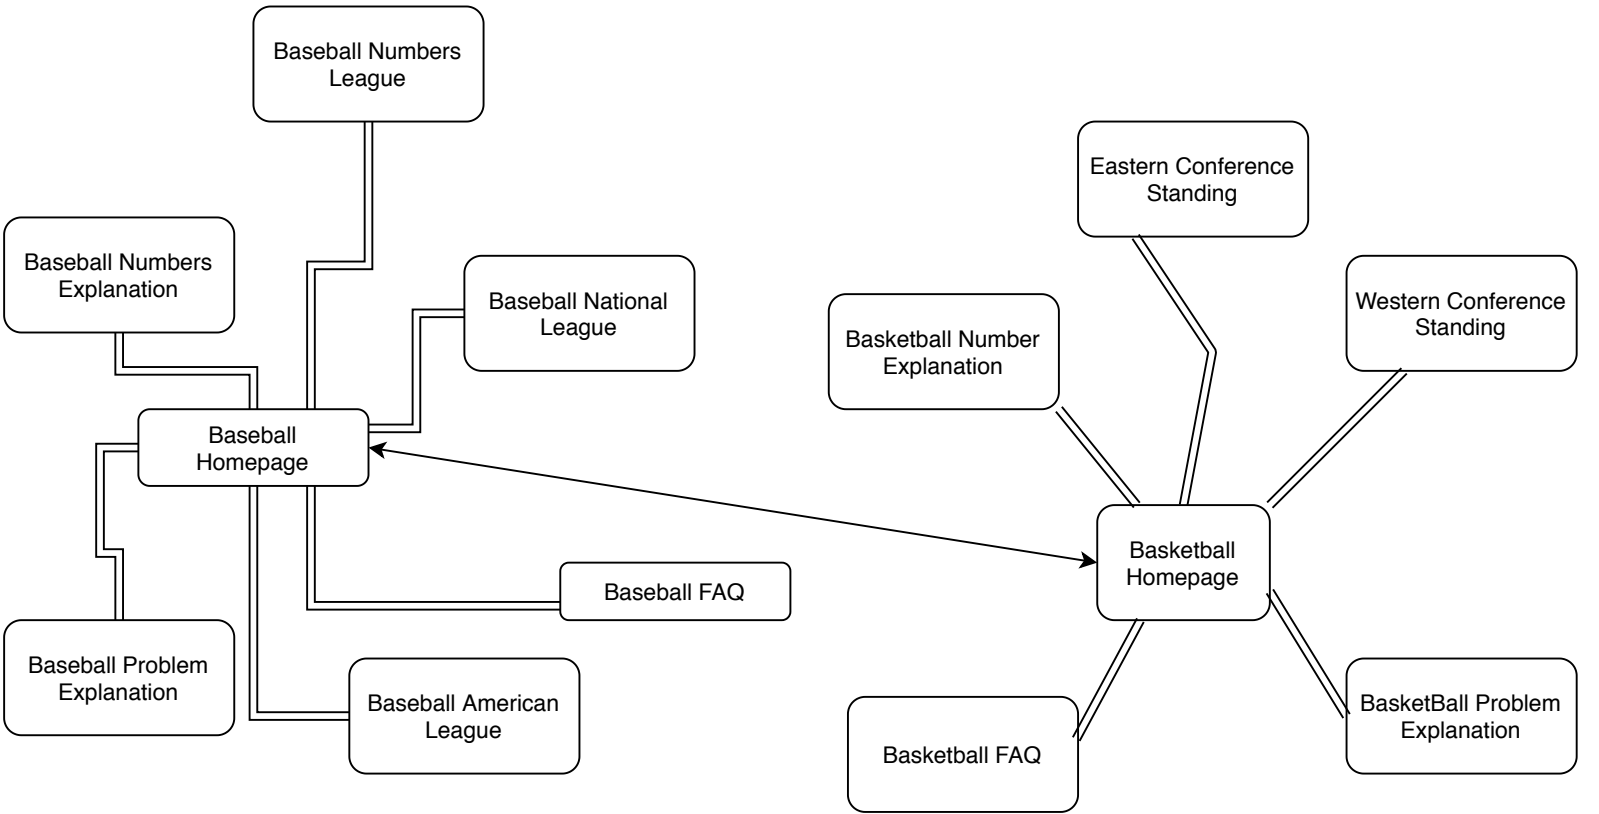 Baseball Numbers
League
Eastern Conference
Standing
Baseball Numbers
Explanation
Baseball National
League
Western Conference
Standing
Basketball Number
Explanation
Baseball
Homepage
Basketball
Homepage
Baseball FAQ
Baseball Problem
Explanation
Baseball American
League
BasketBall Problem
Explanation
Basketball FAQ